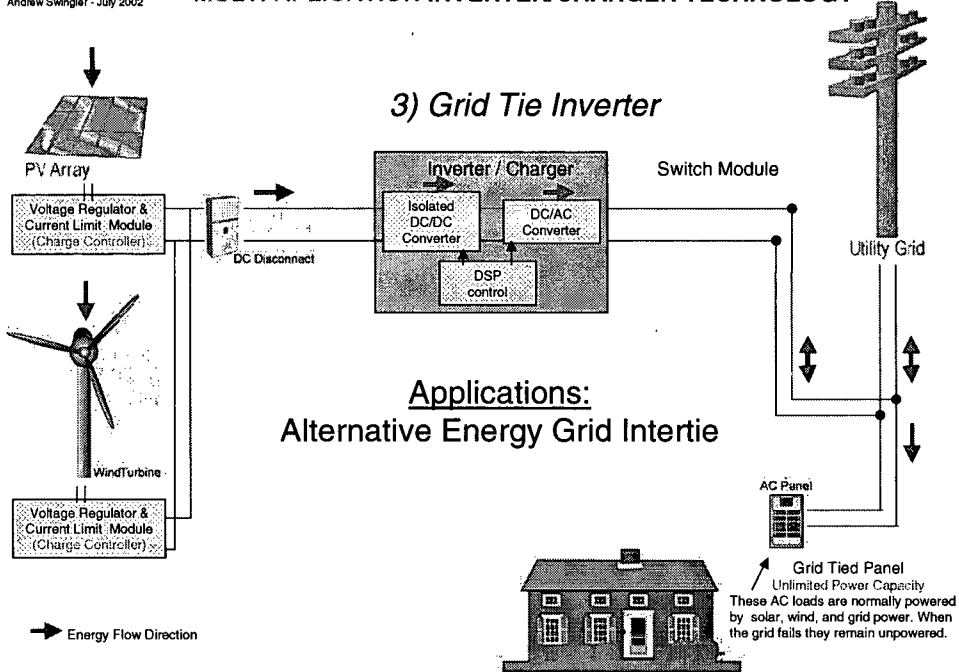 Andrew Swingler - July 2002
3) Grid Tie Inverter
PV Array
Voltage Regulator &
Current Limit Module
(Charge Controller)
DC Disconnect
Inverter / Charger
Isolated
DC/DC
Converter
DC/AC
Converter
DSP
control
Switch Module
Utility Grid
Applications:
Alternative Energy Grid Intertie
WindTurbine
Voltage Regulator &
Current Limit Module
(Charge Controller)
AC Panel
Grid Tied Panel
Unlimited Power Capacity
These AC loads are normally powered
by solar, wind, and grid power. When
the grid fails they remain unpowered.
Energy Flow Direction